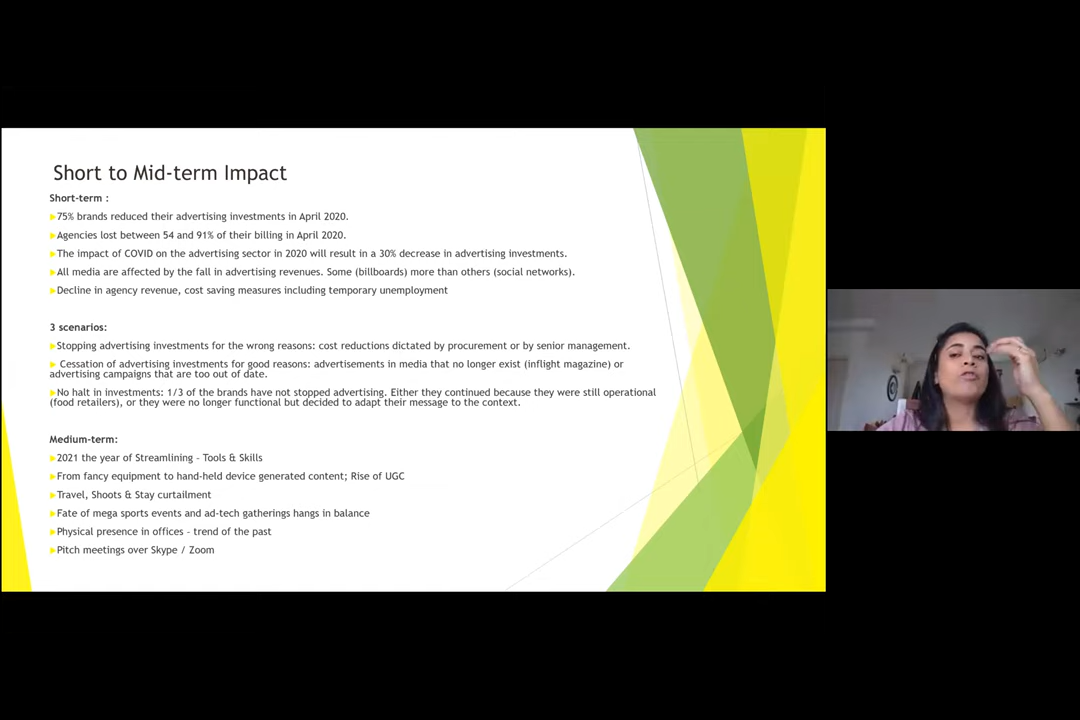 Short to Mid-term Impact
Short-term :
75% brands reduced their advertising investments in April 2020.
Agencies lost between 54 and 91% of their billing in April 2020.
The impact of COVID on the advertising sector in 2020 will result in a 30% decrease in advertising investments.
All media are affected by the fall in advertising revenues. Some (billboards) more than others (social networks).
Decline in agency revenue, cost saving measures including temporary unemployment
3 scenarios:
Stopping advertising investments for the wrong reasons: cost reductions dictated by procurement or by senior management.
Cessation of advertising investments for good reasons: advertisements in media that no longer exist (inflight magazine) or
advertising campaigns that are too out of date.
No halt in investments: 1/3 of the brands have not stopped advertising. Either they continued because they were still operational
(food retailers), or they were no longer functional but decided to adapt their message to the context.
Medium-term:
2021 the year of Streamlining - Tools & Skills
From fancy equipment to hand-held device generated content; Rise of UGC
Travel, Shoots & Stay curtailment
Fate of mega sports events and ad-tech gatherings hangs in balance
Physical presence in offices - trend of the past
Pitch meetings over Skype / Zoom